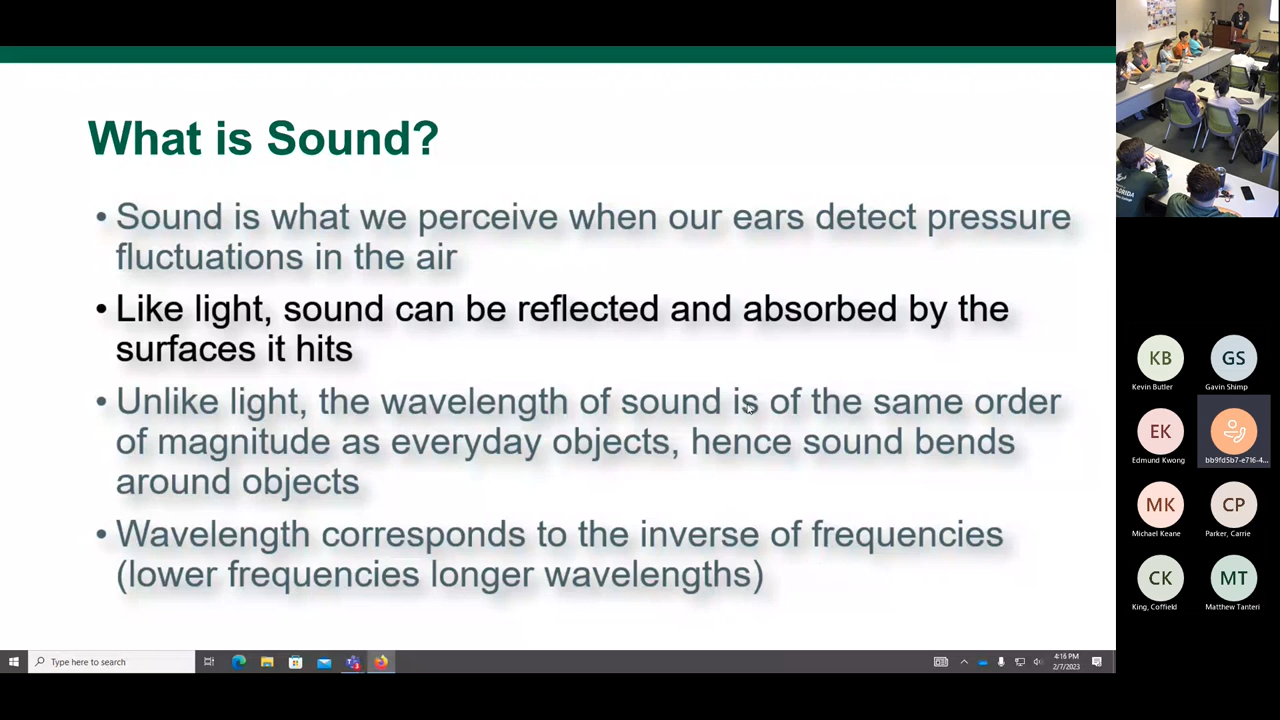 What is Sound?
• Sound is what we perceive when our ears detect pressure
fluctuations in the air
• Like light, sound can be reflected and absorbed by the
surfaces it hits
• Unlike light, the wavelength of sound is of the same order
of magnitude as everyday objects, hence sound bends
around objects
• Wavelength corresponds to the inverse of frequencies
(lower frequencies longer wavelengths)
Type here to search
4:16 PM
2/7/2023
KB
Kevin Butler
GS
Gavin Shimp
EK
Edmund Kwong
bb9fd5b7-e716-4...
MK
Michael Keane
CP
Parker, Carrie
CK
King, Coffield
MT
Matthew Tanteri